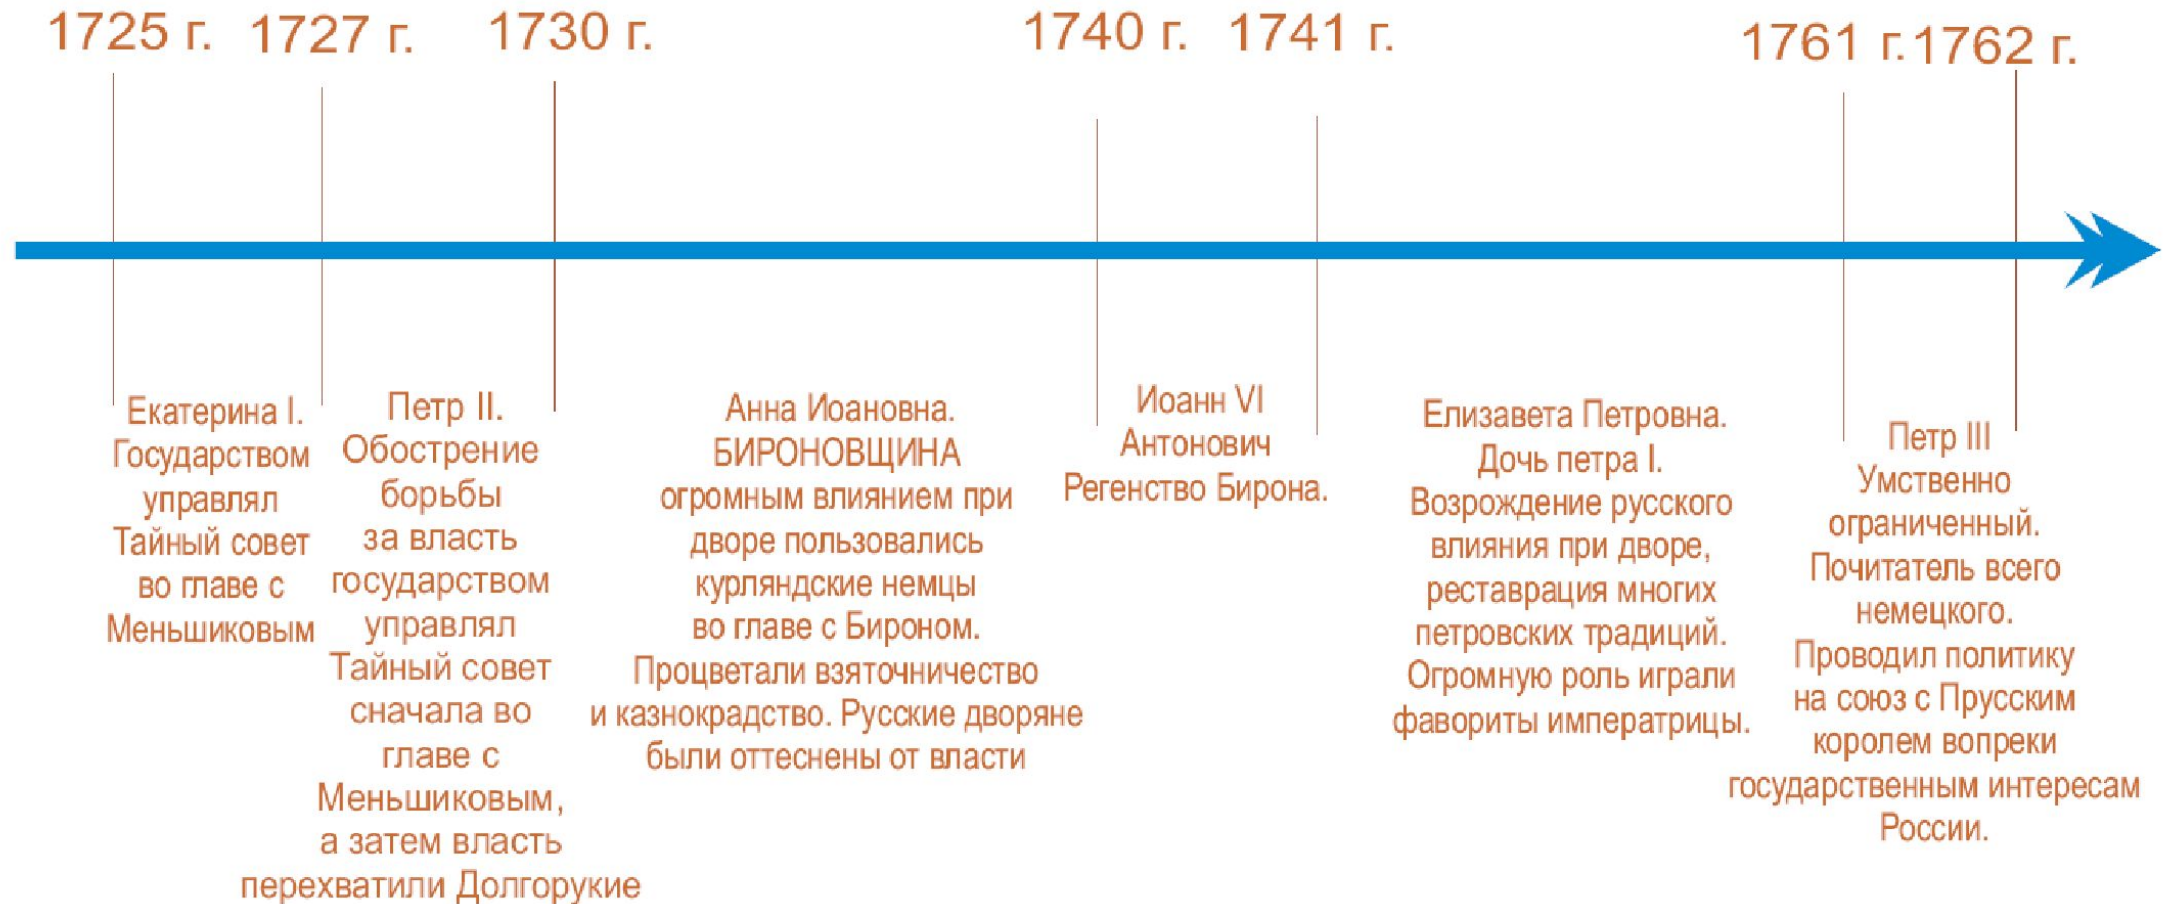 1725 г.
1727 г.
1730 г.
1740 г.
1741 г.
1761 г.
1762 г.
Екатерина I.
Государством
управлял
Тайный совет
во главе с
Меньшиковым
Петр II.
Обострение
борьбы
за власть
государством
управлял
Тайный совет
сначала во
главе с
Меньшиковым,
а затем власть
перехватили Долгорукие
Анна Иоановна.
БИРОНОВЩИНА
огромным влиянием при
дворе пользовались
курляндские немцы
во главе с Бироном.
Процветали взяточничество
и казнокрадство. Русские дворяне
были оттеснены от власти
Иоанн VI
Антонович
Регенство Бирона.
Елизавета Петровна.
Дочь петра I.
Возрождение русского
влияния при дворе,
реставрация многих
петровских традиций.
Огромную роль играли
фавориты императрицы.
Петр III
Умственно
ограниченный.
Почитатель всего
немецкого.
Проводил политику
на союз с Прусским
королем вопреки
государственным интересам
России.